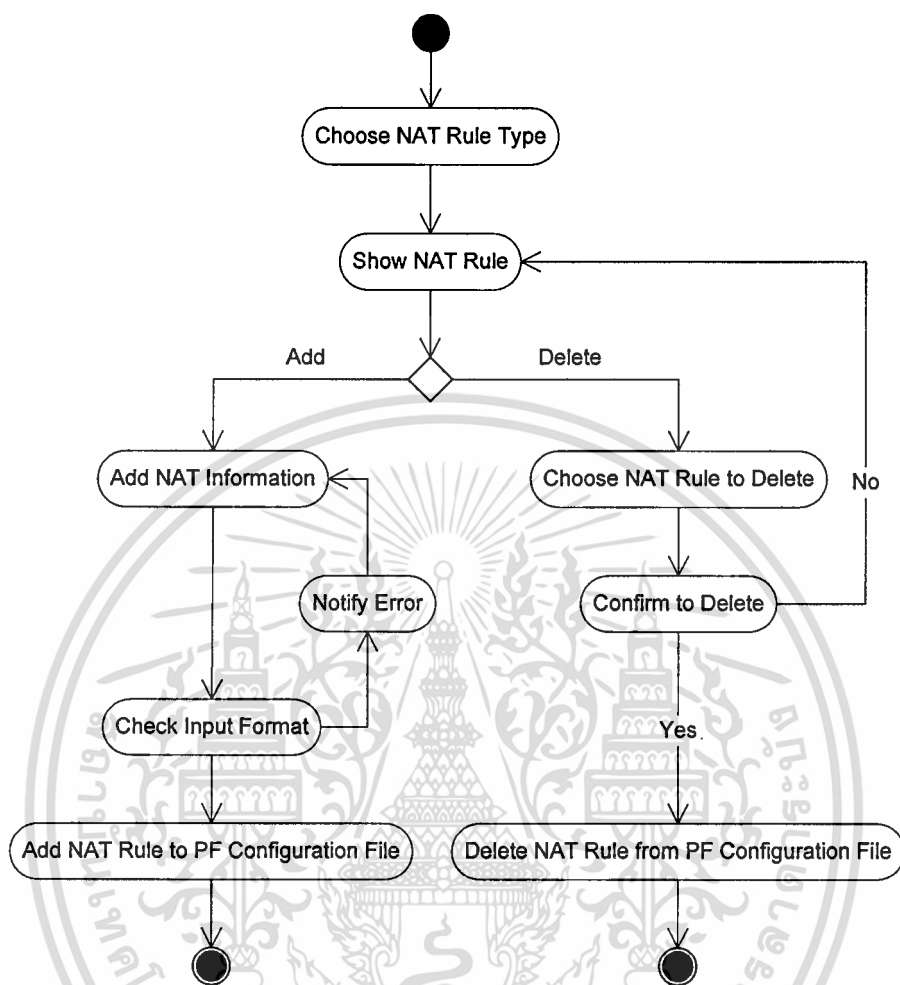 Choose NAT Rule Type
Show NAT Rule
Add
Delete
Add NAT Information
Choose NAT Rule to Delete
No
Notify Error
Confirm to Delete
Check Input Format
Yes
Add NAT Rule to PF Configuration File
Delete NAT Rule from PF Configuration File